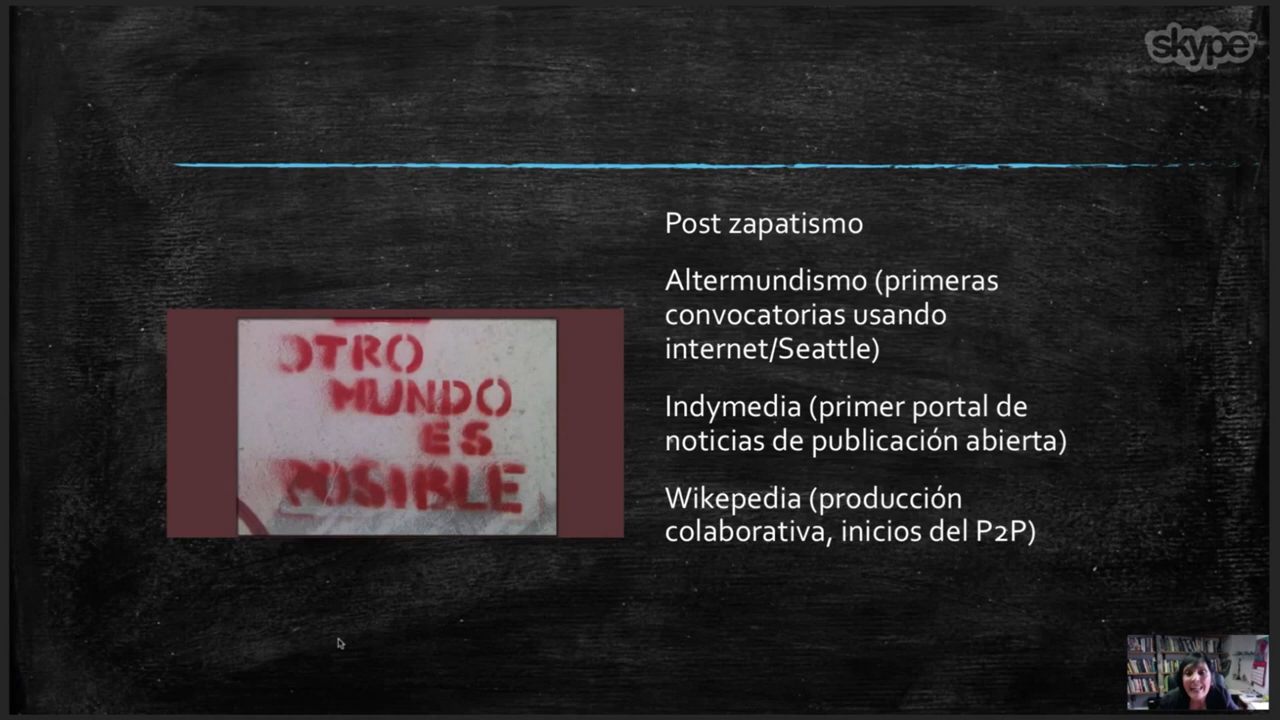 skype
Post zapatismo
Altermundismo (primeras
convocatorias usando
internet/Seattle)
Indymedia (primer portal de
noticias de publicación abierta)
Wikepedia (producción
colaborativa, inicios del P2P)
OTRO
MUNDO
ES
POSIBLE